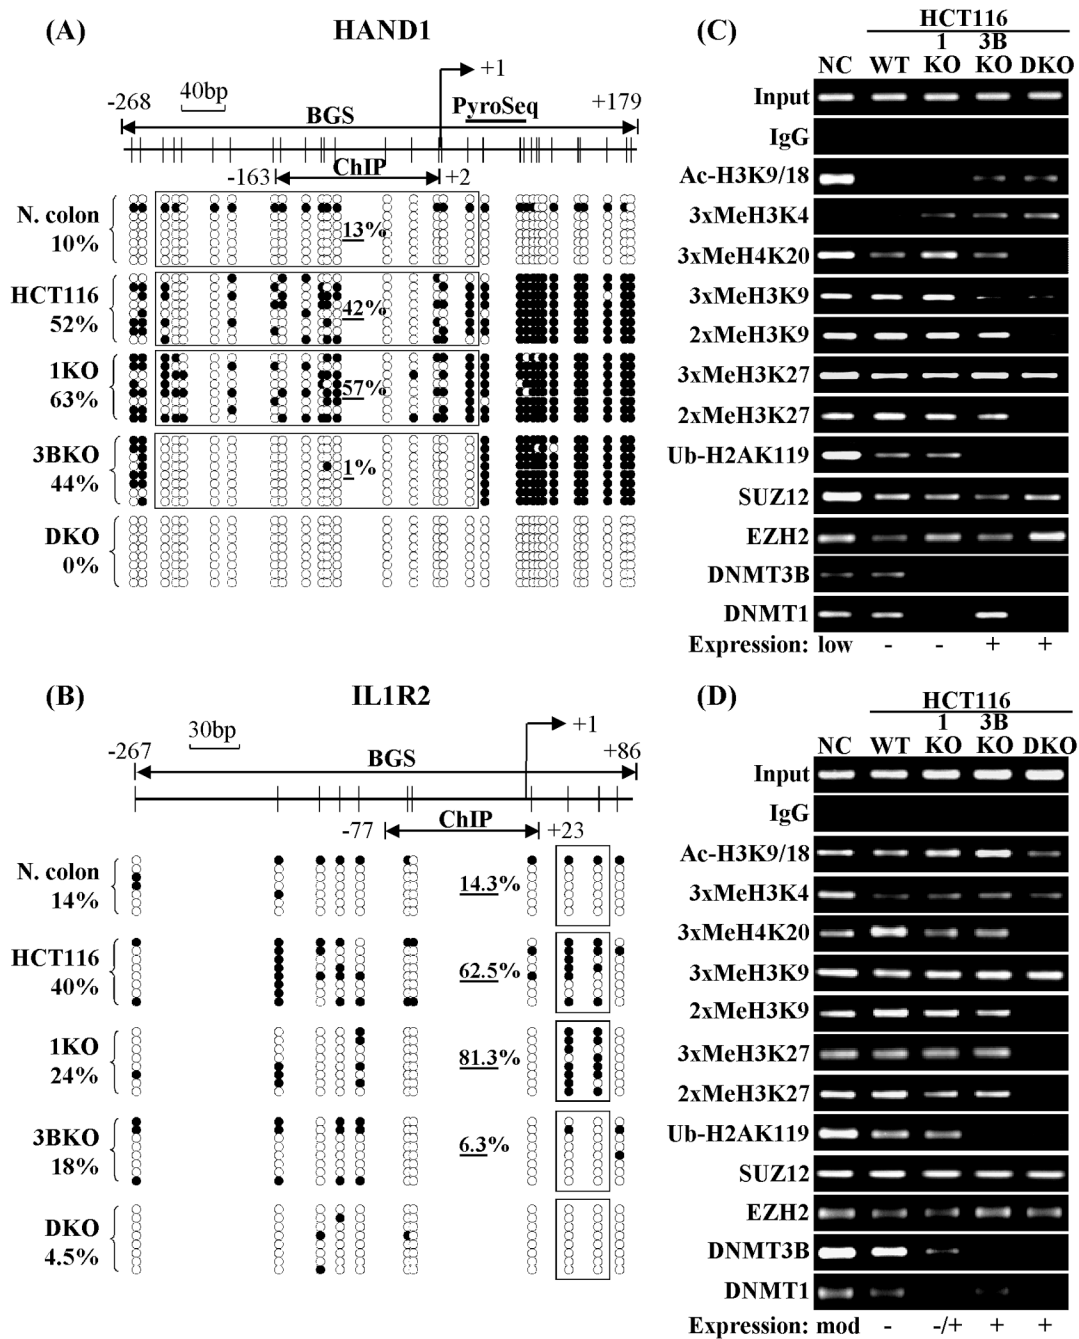 (A)
HAND1
+1
40bp
-268
+179
BGS
PyroSeq
ChIP
-163
+2
N. colon
10%
13%
HCT116
52%
42%
1KO
63%
57%
3BKO
44%
1%
DKO
0%
(C)
HCT116
1
3B
NC WT KO KO DKO
Input
IgG
Ac-H3K9/18
3xMeH3K4
3xMeH4K20
3xMeH3K9
2xMeH3K9
3xMeH3K27
2xMeH3K27
Ub-H2AK119
SUZ12
EZH2
DNMT3B
DNMT1
Expression: low - - + +
(B)
IL1R2
+1
30bp
-267
+86
BGS
ChIP
-77
+23
N. colon
14%
14.3%
HCT116
40%
62.5%
1KO
24%
81.3%
3BKO
18%
6.3%
DKO
4.5%
(D)
HCT116
1
3B
NC WT KO KO DKO
Input
IgG
Ac-H3K9/18
3xMeH3K4
3xMeH4K20
3xMeH3K9
2xMeH3K9
3xMeH3K27
2xMeH3K27
Ub-H2AK119
SUZ12
EZH2
DNMT3B
DNMT1
Expression: mod - -/+ + +